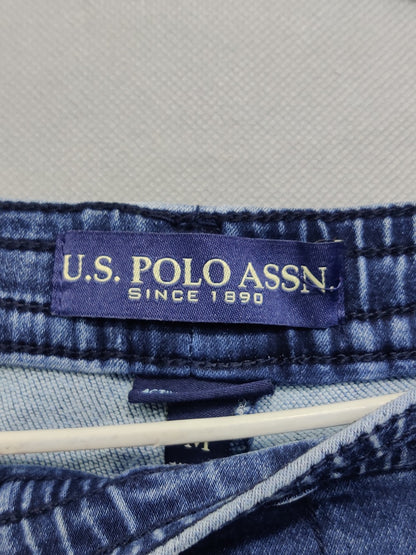 U.S. POLO ASSN.
SINCE 1890
M